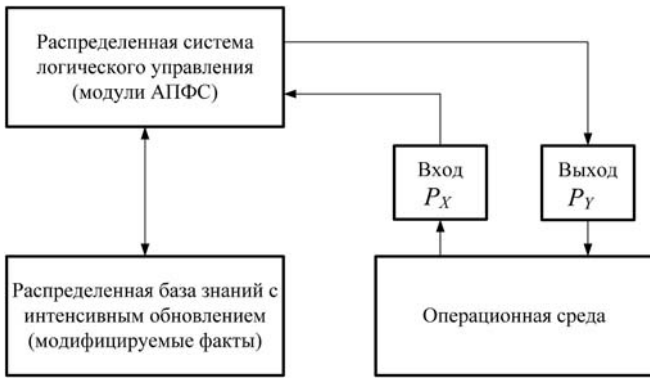 Распределенная система
логического управления
(модули АПФС)
Вход
P_X
Выход
P_Y
Распределенная база знаний с
интенсивным обновлением
(модифицируемые факты)
Операционная среда